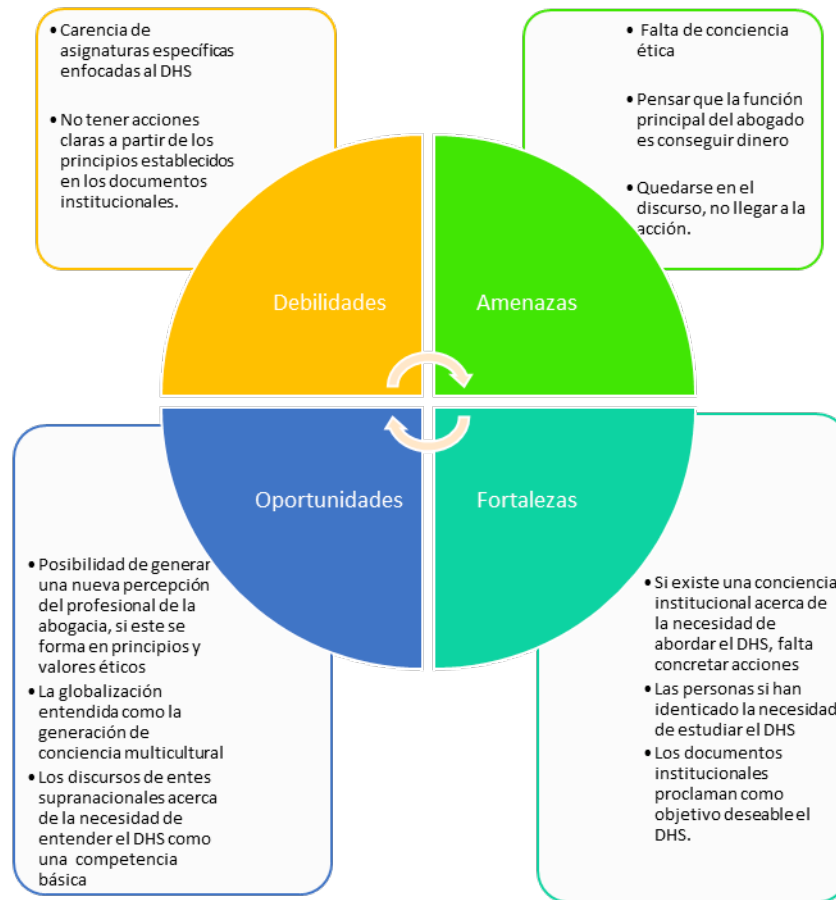 • Carencia de
asignaturas específicas
enfocadas al DHS
• No tener acciones
claras a partir de los
principios establecidos
en los documentos
institucionales.
• Falta de conciencia
ética
• Pensar que la función
principal del abogado
es conseguir dinero
• Quedarse en el
discurso, no llegar a la
acción.
Debilidades
Amenazas
Oportunidades
Fortalezas
• Posibilidad de generar
una nueva percepción
del profesional de la
abogacia, si este se
forma en principios y
valores éticos
• La globalización
entendida como la
generación de
conciencia multicultural
• Los discursos de entes
supranacionales acerca
de la necesidad de
entender el DHS como
una competencia
básica
• Si existe una conciencia
institucional acerca de
la necesidad de
abordar el DHS, falta
concretar acciones
• Las personas si han
identicado la necesidad
de estudiar el DHS
• Los documentos
institucionales
proclaman como
objetivo deseable el
DHS.